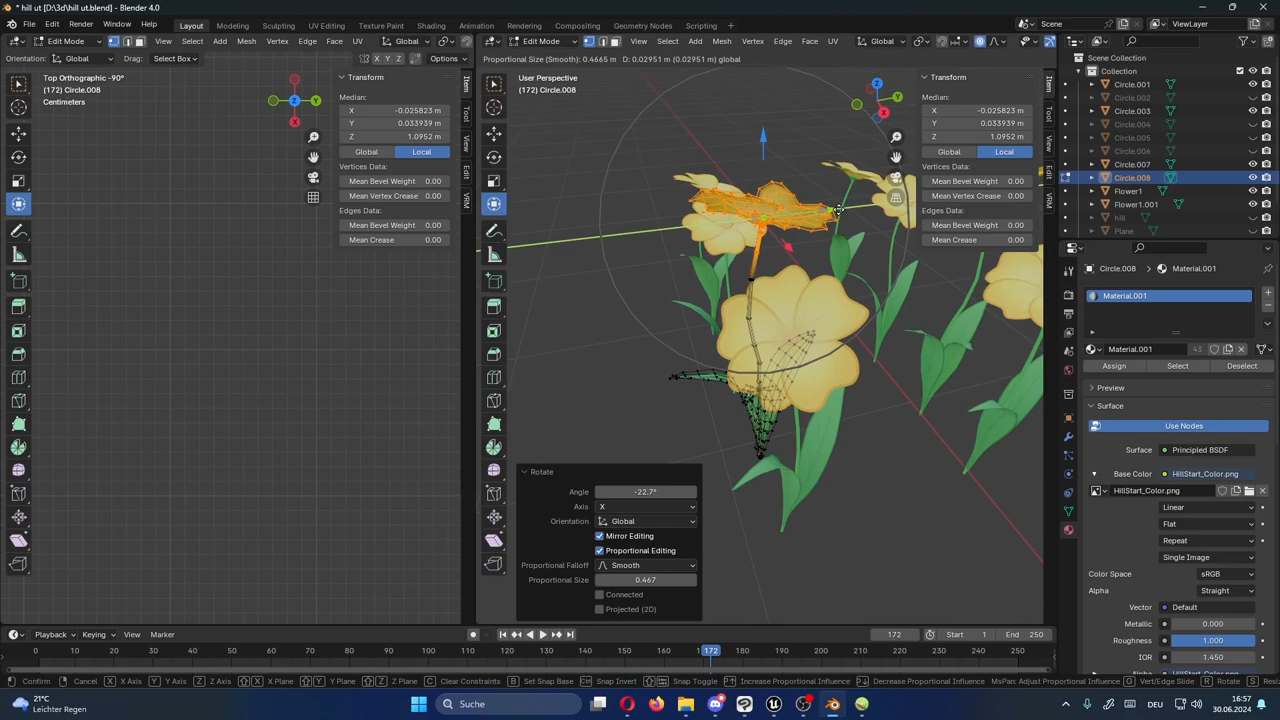 * hill ut [D:\3d\hill ut.blend] - Blender 4.0
File Edit Render Window Help Layout Modeling Sculpting UV Editing Texture Paint Shading Animation Rendering Compositing Geometry Nodes Scripting + Scene ViewLayer
Edit Mode View Select Add Mesh Vertex Edge Face UV Global
Edit Mode View Select Add Mesh Vertex Edge Face UV Global
Orientation: Global Drag: Select Box X Y Z Options
Proportional Size (Smooth): 0.4665 m D: 0.02951 m (0.02951 m) global
Top Orthographic -90°
(172) Circle.008
Centimeters
Transform
Median:
X -0.025823 m
Y 0.033939 m
Z 1.0952 m
Global Local
Vertices Data:
Mean Bevel Weight 0.00
Mean Vertex Crease 0.00
Edges Data:
Mean Bevel Weight 0.00
Mean Crease 0.00
Item
Tool
View
Edit
VRM
User Perspective
(172) Circle.008
Transform
Median:
X -0.025823 m
Y 0.033939 m
Z 1.0952 m
Global Local
Vertices Data:
Mean Bevel Weight 0.00
Mean Vertex Crease 0.00
Edges Data:
Mean Bevel Weight 0.00
Mean Crease 0.00
Item
Tool
View
Edit
VRM
Rotate
Angle -22.7°
Axis X
Orientation Global
Mirror Editing
Proportional Editing
Proportional Falloff Smooth
Proportional Size 0.467
Connected
Projected (2D)
Scene Collection
Collection
Circle.001
Circle.002
Circle.003
Circle.004
Circle.005
Circle.006
Circle.007
Circle.008
Flower1
Flower1.001
hill
Plane
Circle.008 Material.001
Material.001
Material.001 43
Assign Select Deselect
Preview
Surface
Use Nodes
Surface Principled BSDF
Base Color HillStart_Color.png
HillStart_Color.png
Linear
Flat
Repeat
Single Image
Color Space sRGB
Alpha Straight
Vector Default
Metallic 0.000
Roughness 1.000
IOR 1.450
Playback Keying View Marker 172 Start 1 End 250
0 10 20 30 40 50 60 70 80 90 100 110 120 130 140 150 160 172 180 190 200 210 220 230 240 250
Confirm Cancel X X Axis Y Y Axis Z Z Axis X X Plane Y Y Plane Z Z Plane C Clear Constraints B Set Snap Base Snap Invert Snap Toggle G Vert/Edge Slide R Rotate
Increase Proportional Influence Decrease Proportional Influence MsPan: Adjust Proportional Influence
21°C
Leichter Regen
Suche
DEU
16:57
30.06.2024